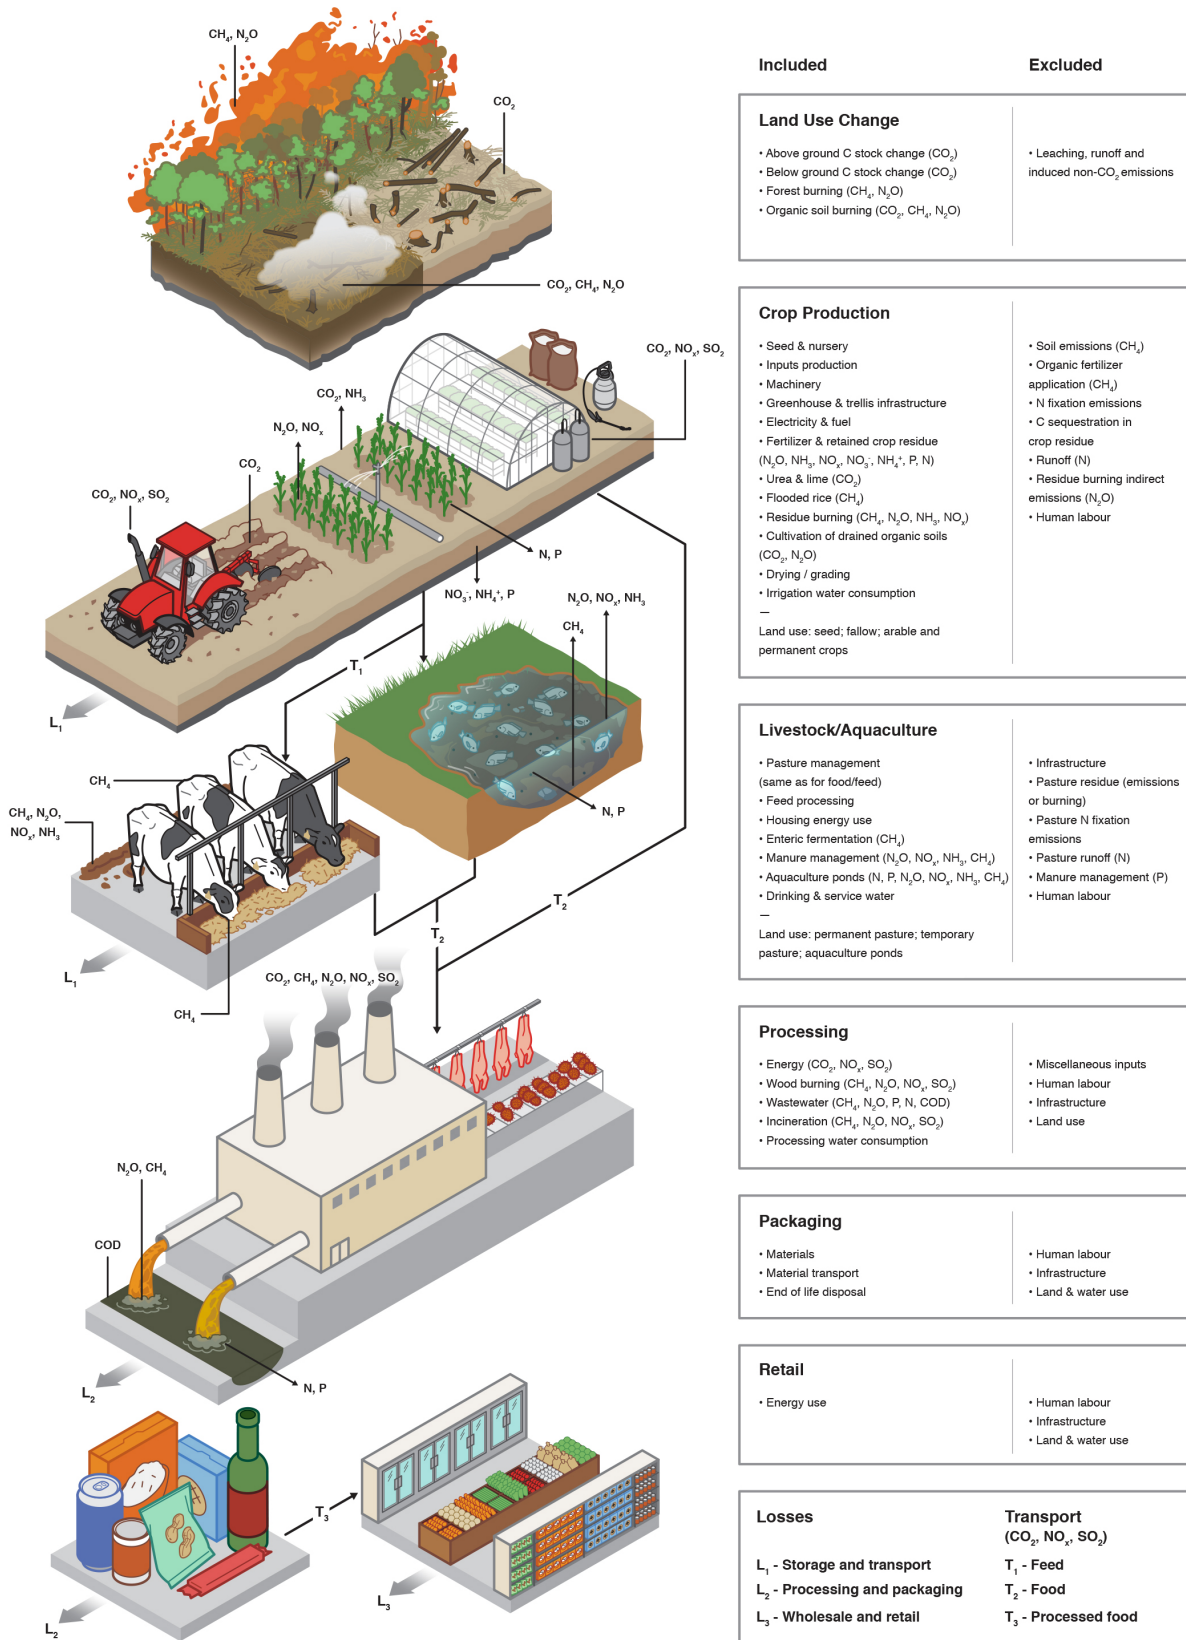 CH₄, N₂O
CO₂
CO₂, CH₄, N₂O
CO₂, NOₓ, SO₂
CO₂, NH₃
N₂O, NOₓ
CO₂
CO₂, NOₓ, SO₂
N, P
NO₃⁻, NH₄⁺, P
N₂O, NOₓ, NH₃
CH₄
T₁
L₁
CH₄
CH₄, N₂O,
NOₓ, NH₃
N, P
T₂
T₂
L₁
CH₄
CO₂, CH₄, N₂O, NOₓ, SO₂
N₂O, CH₄
COD
N, P
L₂
T₃
L₃
L₂
Included
Excluded
Land Use Change
• Above ground C stock change (CO₂)
• Below ground C stock change (CO₂)
• Forest burning (CH₄, N₂O)
• Organic soil burning (CO₂, CH₄, N₂O)
• Leaching, runoff and
induced non-CO₂ emissions
Crop Production
• Seed & nursery
• Inputs production
• Machinery
• Greenhouse & trellis infrastructure
• Electricity & fuel
• Fertilizer & retained crop residue
(N₂O, NH₃, NOₓ, NO₃⁻, NH₄⁺, P, N)
• Urea & lime (CO₂)
• Flooded rice (CH₄)
• Residue burning (CH₄, N₂O, NH₃, NOₓ)
• Cultivation of drained organic soils
(CO₂, N₂O)
• Drying / grading
• Irrigation water consumption
—
Land use: seed; fallow; arable and
permanent crops
• Soil emissions (CH₄)
• Organic fertilizer
application (CH₄)
• N fixation emissions
• C sequestration in
crop residue
• Runoff (N)
• Residue burning indirect
emissions (N₂O)
• Human labour
Livestock/Aquaculture
• Pasture management
(same as for food/feed)
• Feed processing
• Housing energy use
• Enteric fermentation (CH₄)
• Manure management (N₂O, NOₓ, NH₃, CH₄)
• Aquaculture ponds (N, P, N₂O, NOₓ, NH₃, CH₄)
• Drinking & service water
—
Land use: permanent pasture; temporary
pasture; aquaculture ponds
• Infrastructure
• Pasture residue (emissions
or burning)
• Pasture N fixation
emissions
• Pasture runoff (N)
• Manure management (P)
• Human labour
Processing
• Energy (CO₂, NOₓ, SO₂)
• Wood burning (CH₄, N₂O, NOₓ, SO₂)
• Wastewater (CH₄, N₂O, P, N, COD)
• Incineration (CH₄, N₂O, NOₓ, SO₂)
• Processing water consumption
• Miscellaneous inputs
• Human labour
• Infrastructure
• Land use
Packaging
• Materials
• Material transport
• End of life disposal
• Human labour
• Infrastructure
• Land & water use
Retail
• Energy use
• Human labour
• Infrastructure
• Land & water use
Losses
L₁ - Storage and transport
L₂ - Processing and packaging
L₃ - Wholesale and retail
Transport
(CO₂, NOₓ, SO₂)
T₁ - Feed
T₂ - Food
T₃ - Processed food